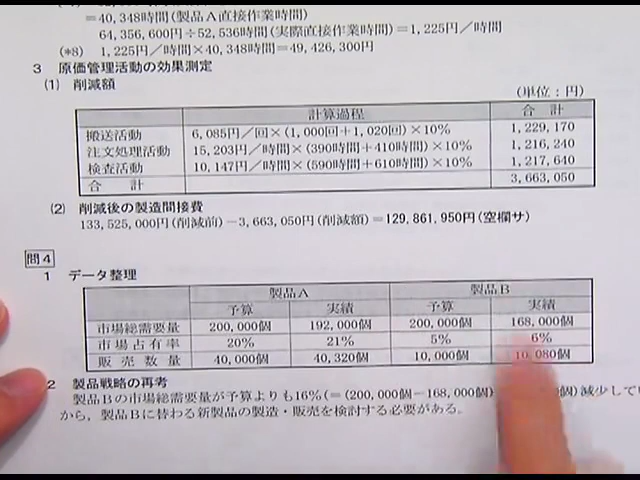 =40,348時間(製品A直接作業時間)
64,356,600円÷52,536時間(実際直接作業時間)=1,225円/時間
(*8) 1,225円/時間×40,348時間=49,426,300円
3 原価管理活動の効果測定
(1) 削減額
(単位:円)
計算過程 合計
搬送活動 6,085円/回×(1,000回+1,020回)×10% 1,229,170
注文処理活動 15,203円/時間×(390時間+410時間)×10% 1,216,240
検査活動 10,147円/時間×(590時間+610時間)×10% 1,217,640
合計 3,663,050
(2) 削減後の製造間接費
133,525,000円(削減前)-3,663,050円(削減額)=129,861,950円(空欄サ)
問4
1 データ整理
製品A 製品B
予算 実績 予算 実績
市場総需要量 200,000個 192,000個 200,000個 168,000個
市場占有率 20% 21% 5% 6%
販売数量 40,000個 40,320個 10,000個 10,080個
2 製品戦略の再考
製品Bの市場総需要量が予算よりも16%(=(200,000個-168,000個) 減少して
から、製品Bに替わる新製品の製造・販売を検討する必要がある。